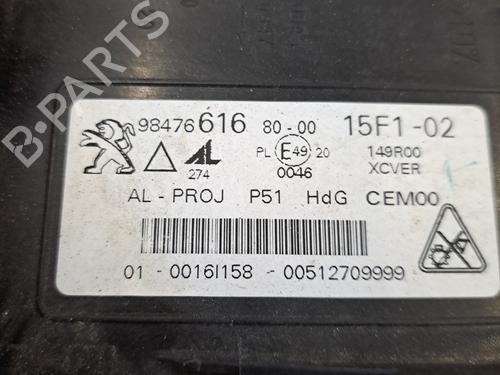 98476616 80-00 15F1-02
AL 274 PL E49 20 149R00
0046 XCVER
AL - PROJ P51 HdG CEM00
01 - 0016I158 - 00512709999
B-PARTS